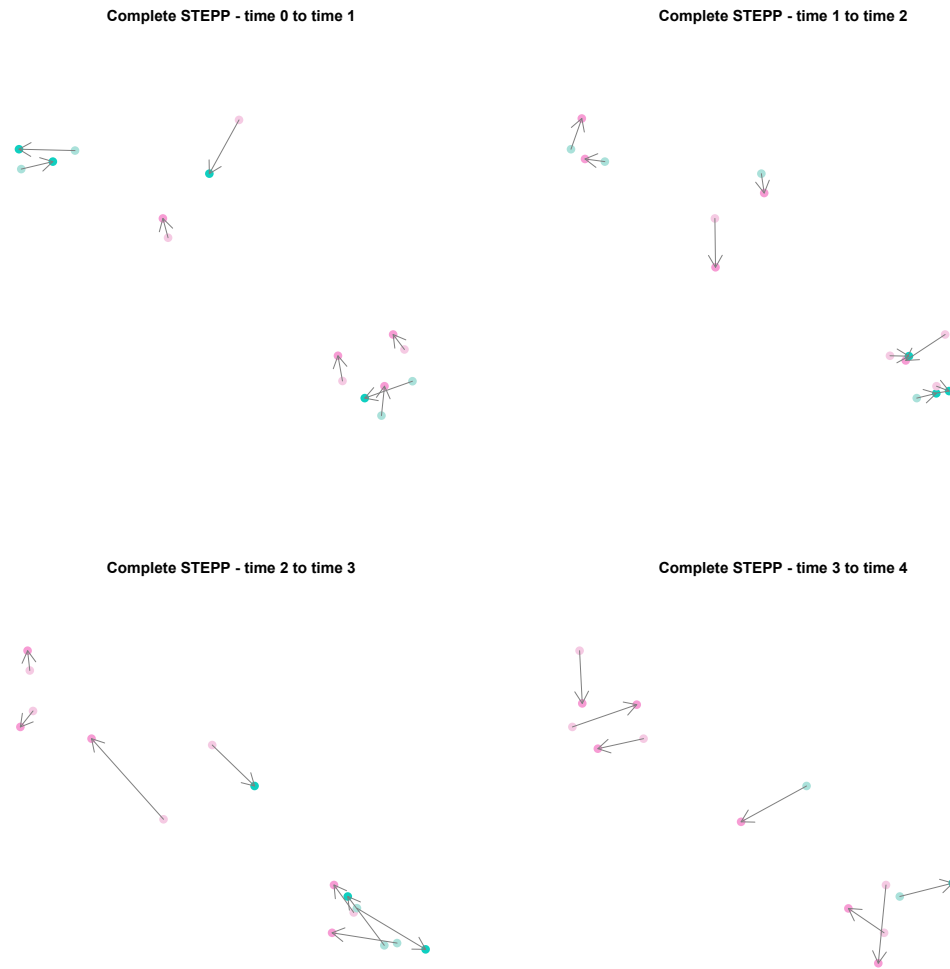 Complete STEPP - time 0 to time 1
Complete STEPP - time 1 to time 2
Complete STEPP - time 2 to time 3
Complete STEPP - time 3 to time 4